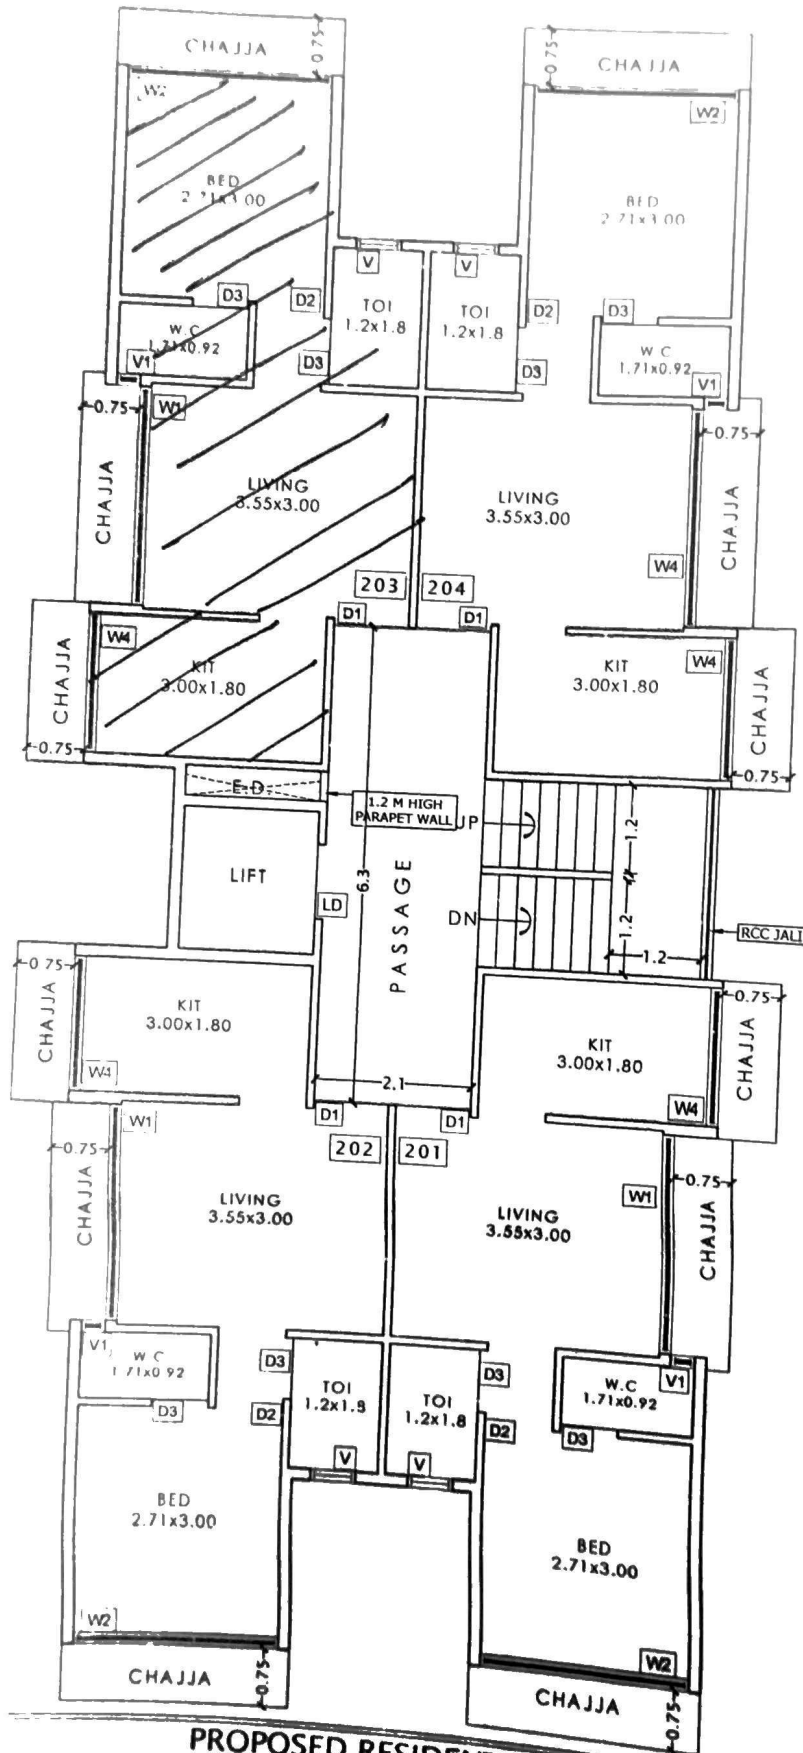 CHAJJA
0.75
0.75
CHAJJA
W2
W2
BED
2.71x3.00
BED
2.71x3.00
V
V
D3
D2
TOI
1.2x1.8
TOI
1.2x1.8
D2
D3
W.C
1.71x0.92
W.C
1.71x0.92
V1
D3
D3
V1
0.75
W1
0.75
CHAJJA
LIVING
3.55x3.00
LIVING
3.55x3.00
CHAJJA
W4
203
204
D1
D1
W4
KIT
3.00x1.80
KIT
3.00x1.80
W4
CHAJJA
CHAJJA
0.75
0.75
E.D.
1.2 M HIGH
PARAPET WALL
UP
1.2
LIFT
6.3
PASSAGE
LD
DN
1.2
1.2
RCC JALI
0.75
0.75
CHAJJA
KIT
3.00x1.80
KIT
3.00x1.80
CHAJJA
W4
2.1
W4
W1
D1
D1
202
201
0.75
0.75
CHAJJA
LIVING
3.55x3.00
LIVING
3.55x3.00
W1
CHAJJA
V1
W.C
1.71x0.92
D3
TOI
1.2x1.8
TOI
1.2x1.8
D3
W.C
1.71x0.92
V1
D3
D2
D2
D3
V
V
BED
2.71x3.00
BED
2.71x3.00
W2
W2
CHAJJA
0.75
CHAJJA
0.75
PROPOSED